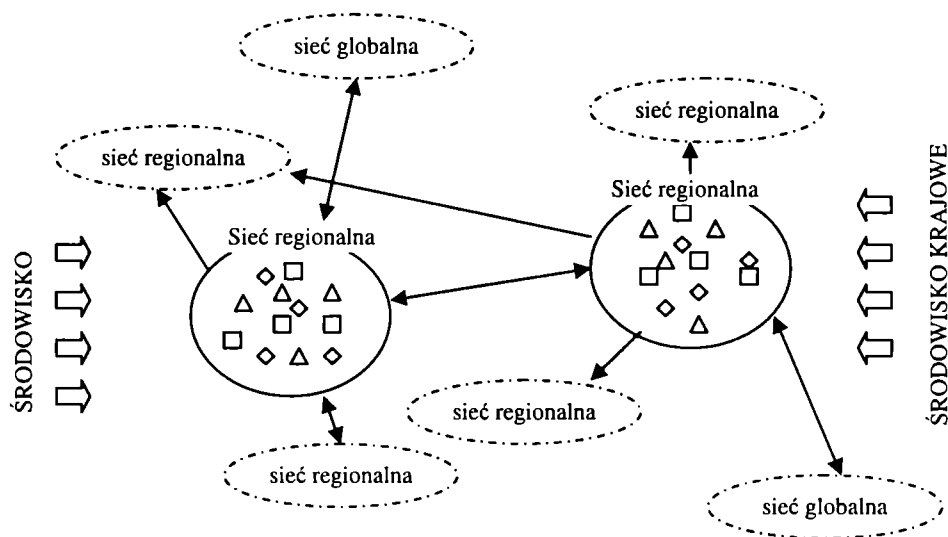 sieć globalna
sieć regionalna
sieć regionalna
Sieć regionalna
Sieć regionalna
ŚRODOWISKO
ŚRODOWISKO KRAJOWE
sieć regionalna
sieć regionalna
sieć globalna